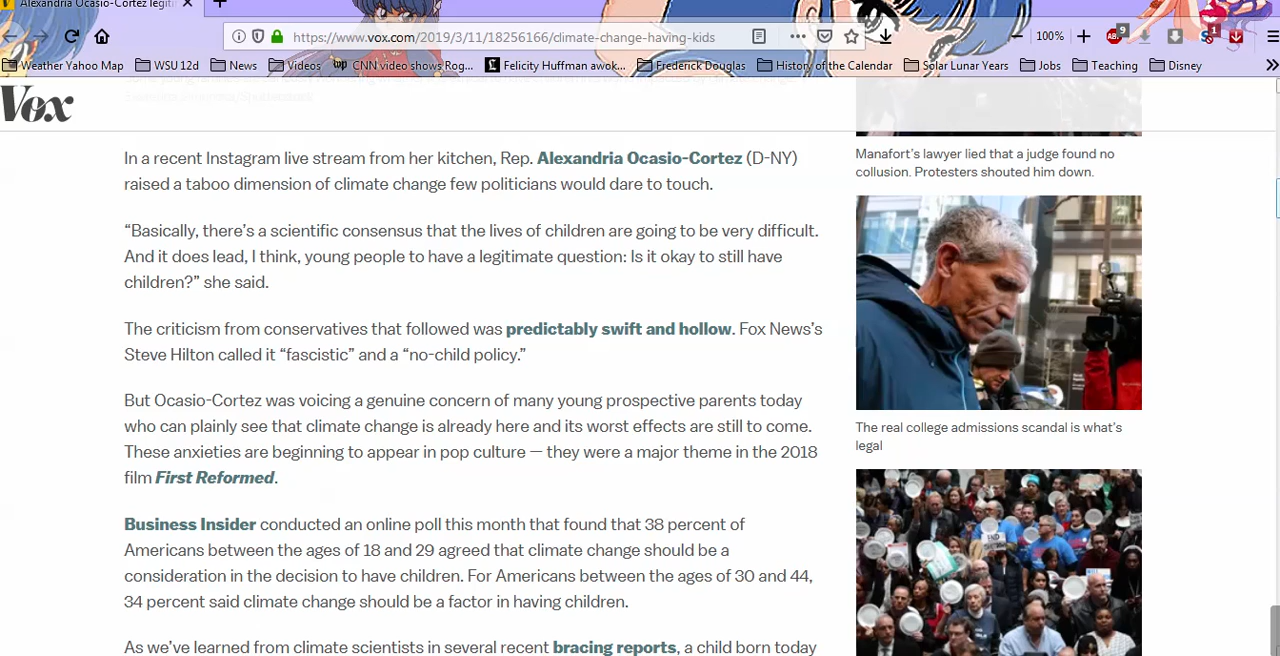 Alexandria Ocasio-Cortez legiti
https://www.vox.com/2019/3/11/18256166/climate-change-having-kids
100%
9
1
Weather Yahoo Map
WSU 12d
News
Videos
wp CNN video shows Rog...
Felicity Huffman awok...
Frederick Douglas
History of the Calendar
Solar Lunar Years
Jobs
Teaching
Disney
Vox
In a recent Instagram live stream from her kitchen, Rep. Alexandria Ocasio-Cortez (D-NY)
raised a taboo dimension of climate change few politicians would dare to touch.
“Basically, there’s a scientific consensus that the lives of children are going to be very difficult.
And it does lead, I think, young people to have a legitimate question: Is it okay to still have
children?” she said.
The criticism from conservatives that followed was predictably swift and hollow. Fox News’s
Steve Hilton called it “fascistic” and a “no-child policy.”
But Ocasio-Cortez was voicing a genuine concern of many young prospective parents today
who can plainly see that climate change is already here and its worst effects are still to come.
These anxieties are beginning to appear in pop culture — they were a major theme in the 2018
film First Reformed.
Business Insider conducted an online poll this month that found that 38 percent of
Americans between the ages of 18 and 29 agreed that climate change should be a
consideration in the decision to have children. For Americans between the ages of 30 and 44,
34 percent said climate change should be a factor in having children.
As we’ve learned from climate scientists in several recent bracing reports, a child born today
Manafort’s lawyer lied that a judge found no
collusion. Protesters shouted him down.
The real college admissions scandal is what’s
legal